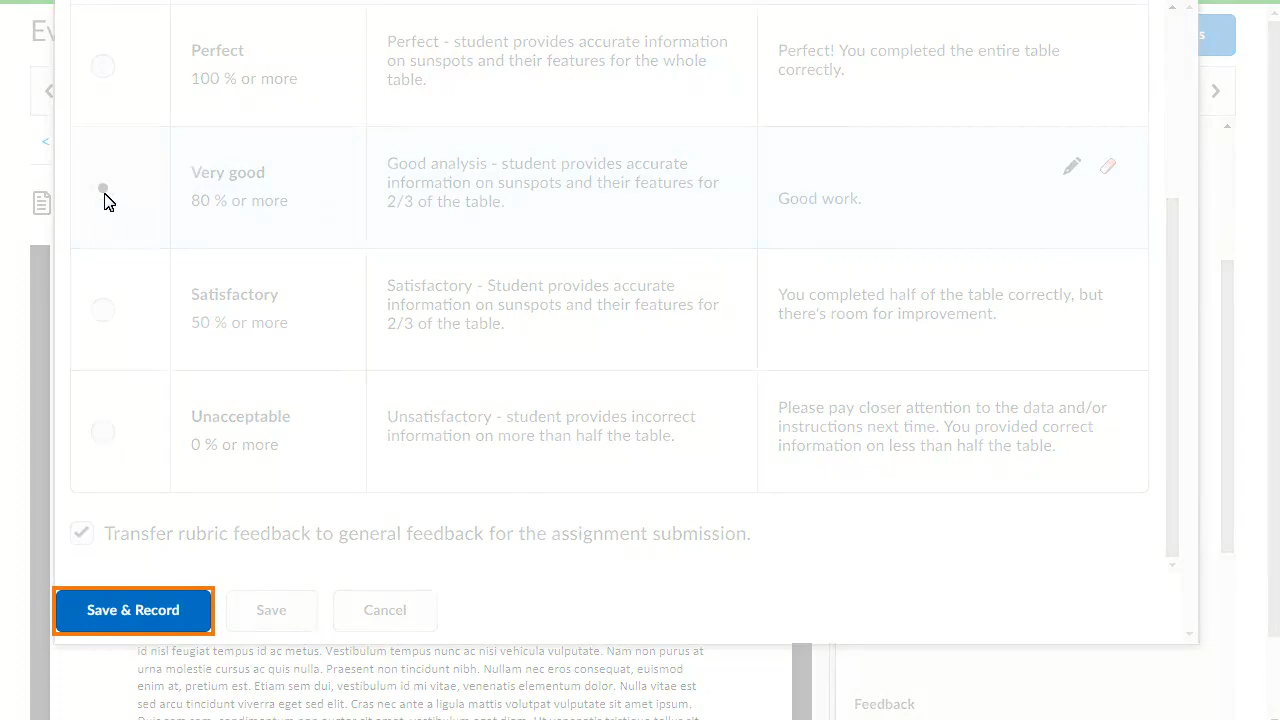 Ev
s
<
Perfect
100 % or more
Perfect - student provides accurate information
on sunspots and their features for the whole
table.
Perfect! You completed the entire table
correctly.
Very good
80 % or more
Good analysis - student provides accurate
information on sunspots and their features for
2/3 of the table.
Good work.
Satisfactory
50 % or more
Satisfactory - Student provides accurate
information on sunspots and their features for
2/3 of the table.
You completed half of the table correctly, but
there's room for improvement.
Unacceptable
0 % or more
Unsatisfactory - student provides incorrect
information on more than half the table.
Please pay closer attention to the data and/or
instructions next time. You provided correct
information on less than half the table.
Transfer rubric feedback to general feedback for the assignment submission.
Save & Record
Save
Cancel
id nisl feugiat tempus id ac metus. Vestibulum tempus nunc ac nisi vehicula vulputate. Nam non purus at
urna molestie cursus ac quis nulla. Praesent non tincidunt nibh. Nullam nec eros consequat, euismod
enim at, pretium est. Etiam sem dui, vestibulum id mi vitae, venenatis elementum dolor. Nulla vitae est
sed arcu tincidunt viverra eget sed elit. Cras nec ante a ligula mattis volutpat vulputate sit amet ipsum.
Feedback